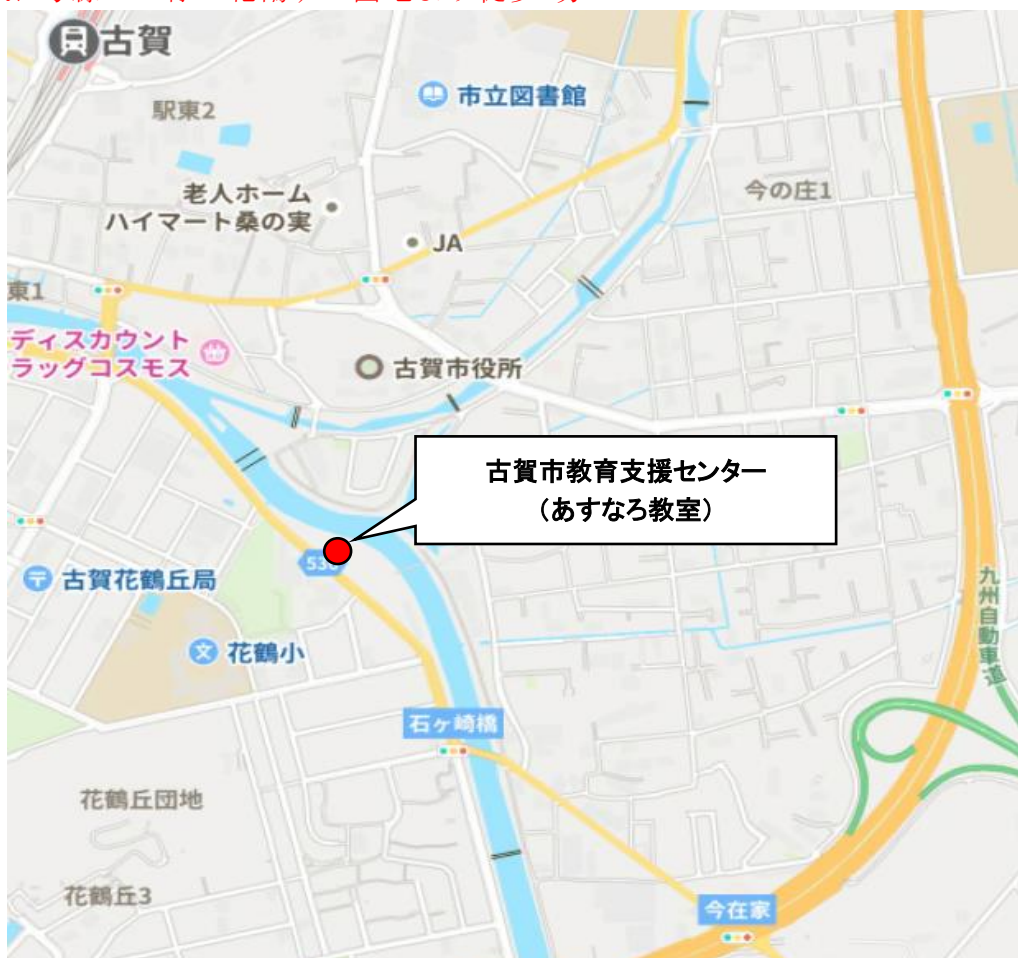 古賀
市立図書館
駅東2
老人ホーム
ハイマート桑の実
今の庄1
JA
東1
ディスカウント
ラッグコスモス
古賀市役所
古賀市教育支援センター
(あすなろ教室)
古賀花鶴丘局
九州自動車道
花鶴小
石ヶ崎橋
花鶴丘団地
花鶴丘3
今在家